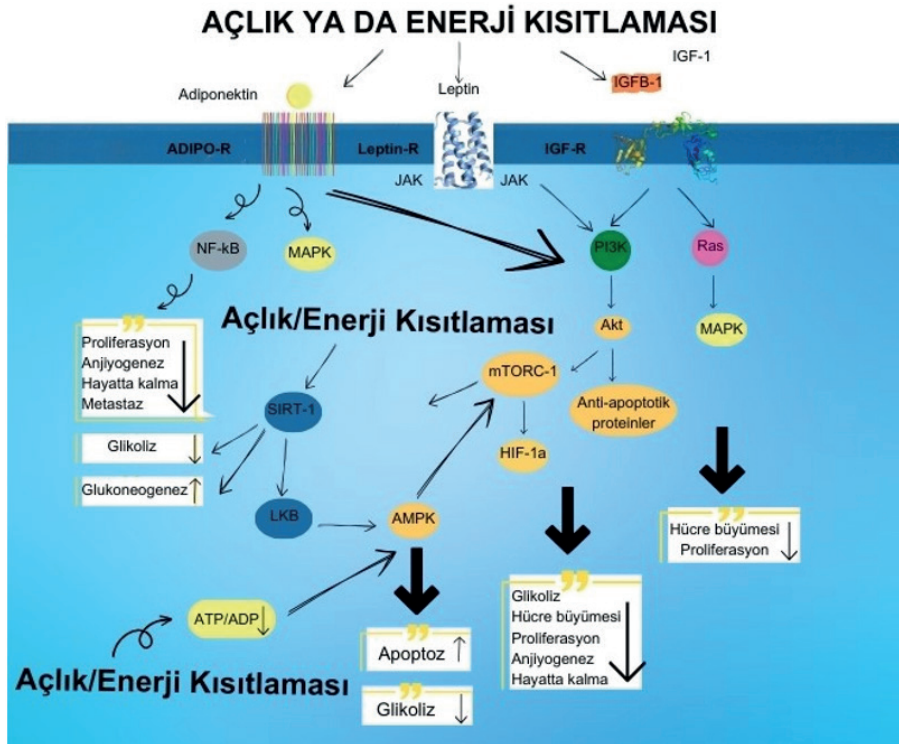 AÇLIK YA DA ENERJİ KISITLAMASI
IGF-1
IGFB-1
Leptin
Adiponektin
ADIPO-R
Leptin-R
IGF-R
JAK
JAK
NF-kB
MAPK
PI3K
Ras
Açlık/Enerji Kısıtlaması
Akt
MAPK
Proliferasyon
Anjiyogenez
Hayatta kalma
Metastaz
mTORC-1
Anti-apoptotik
proteinler
SIRT-1
Glikoliz
HIF-1a
Glukoneogenez
LKB
AMPK
Hücre büyümesi
Proliferasyon
ATP/ADP
Glikoliz
Hücre büyümesi
Proliferasyon
Anjiyogenez
Hayatta kalma
Apoptoz
Glikoliz
Açlık/Enerji Kısıtlaması